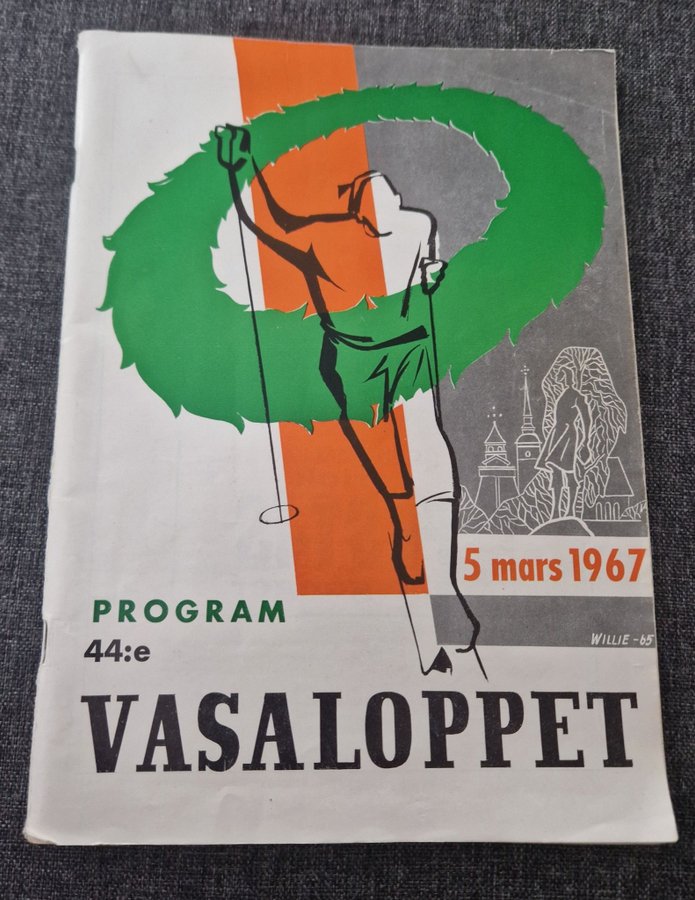 5 mars 1967
WILLIE -65
PROGRAM
44:e
VASALOPPET